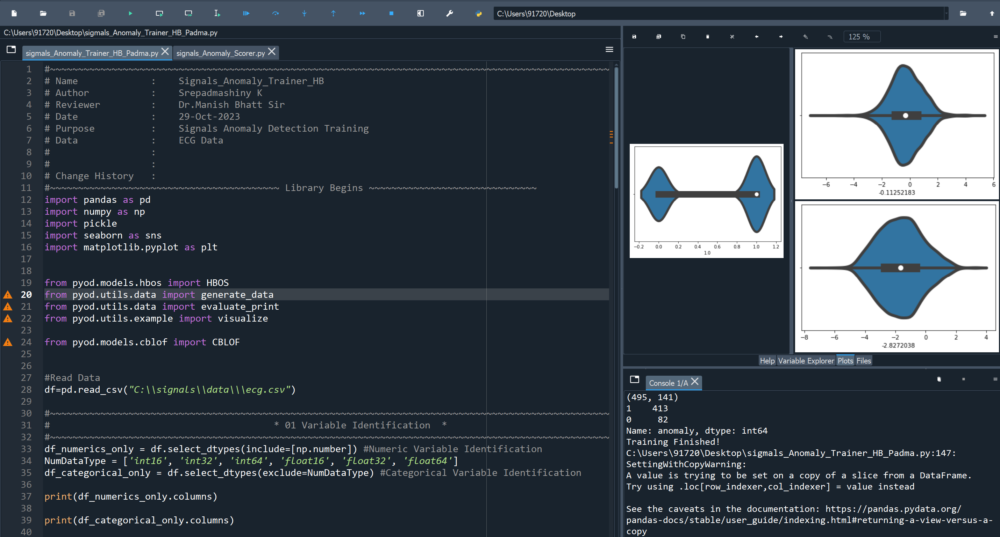 C:\Users\91720\Desktop
C:\Users\91720\Desktop\sigmals_Anomaly_Trainer_HB_Padma.py
sigmals_Anomaly_Trainer_HB_Padma.py
signals_Anomaly_Scorer.py
1 #~~~~~~~~~~~~~~~~~~~~~~~~~~~~~~~~~~~~~~~~~~~~~~~~~~~~~~~~~~~~~~~~~~~~~~~~~~~~~~~~~~~~~~~~~~~~~~~~~~~~
2 # Name : Signals_Anomaly_Trainer_HB
3 # Author : Srepadmashiny K
4 # Reviewer : Dr.Manish Bhatt Sir
5 # Date : 29-Oct-2023
6 # Purpose : Signals Anomaly Detection Training
7 # Data : ECG Data
8 # :
9 # :
10 # Change History :
11 #~~~~~~~~~~~~~~~~~~~~~~~~~~~~~~~~~~~~~~~~~ Library Begins ~~~~~~~~~~~~~~~~~~~~~~~~~~~~~~
12 import pandas as pd
13 import numpy as np
14 import pickle
15 import seaborn as sns
16 import matplotlib.pyplot as plt
17
18
19 from pyod.models.hbos import HBOS
20 from pyod.utils.data import generate_data
21 from pyod.utils.data import evaluate_print
22 from pyod.utils.example import visualize
23
24 from pyod.models.cblof import CBLOF
25
26
27 #Read Data
28 df=pd.read_csv("C:\\signals\\data\\\ecg.csv")
29
30 #~~~~~~~~~~~~~~~~~~~~~~~~~~~~~~~~~~~~~~~~~~~~~~~~~~~~~~~~~~~~~~~~~~~~~~~~~~~~~~~~~~~~~~~~~~~~~~~~~~~~
31 # * 01 Variable Identification *
32 #~~~~~~~~~~~~~~~~~~~~~~~~~~~~~~~~~~~~~~~~~~~~~~~~~~~~~~~~~~~~~~~~~~~~~~~~~~~~~~~~~~~~~~~~~~~~~~~~~~~~
33 df_numerics_only = df.select_dtypes(include=[np.number]) #Numeric Variable Identification
34 NumDataType = ['int16', 'int32', 'int64', 'float16', 'float32', 'float64']
35 df_categorical_only = df.select_dtypes(exclude=NumDataType) #Categorical Variable Identification
36
37 print(df_numerics_only.columns)
38
39 print(df_categorical_only.columns)
40
125 %
−0.2 0.0 0.2 0.4 0.6 0.8 1.0 1.2
1.0
−6 −4 −2 0 2 4 6
-0.11252183
−8 −6 −4 −2 0 2 4
-2.8272038
Help Variable Explorer Plots Files
Console 1/A
(495, 141)
1 413
0 82
Name: anomaly, dtype: int64
Training Finished!
C:\Users\91720\Desktop\sigmals_Anomaly_Trainer_HB_Padma.py:147:
SettingWithCopyWarning:
A value is trying to be set on a copy of a slice from a DataFrame.
Try using .loc[row_indexer,col_indexer] = value instead
See the caveats in the documentation: https://pandas.pydata.org/
pandas-docs/stable/user_guide/indexing.html#returning-a-view-versus-a-
copy